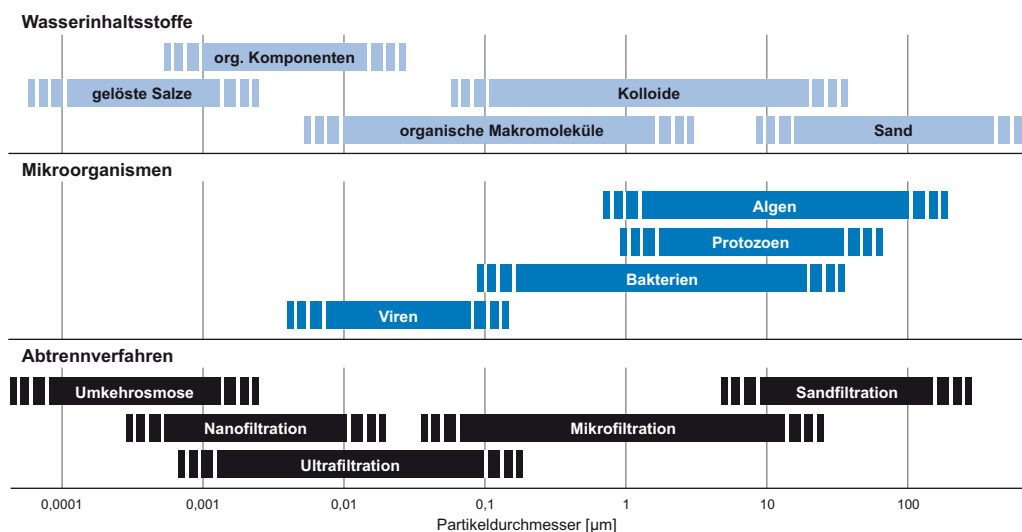 Wasserinhaltsstoffe
org. Komponenten
gelöste Salze
Kolloide
organische Makromoleküle
Sand
Mikroorganismen
Algen
Protozoen
Bakterien
Viren
Abtrennverfahren
Umkehrosmose
Sandfiltration
Nanofiltration
Mikrofiltration
Ultrafiltration
0,0001
0,001
0,01
0,1
1
10
100
Partikeldurchmesser [µm]